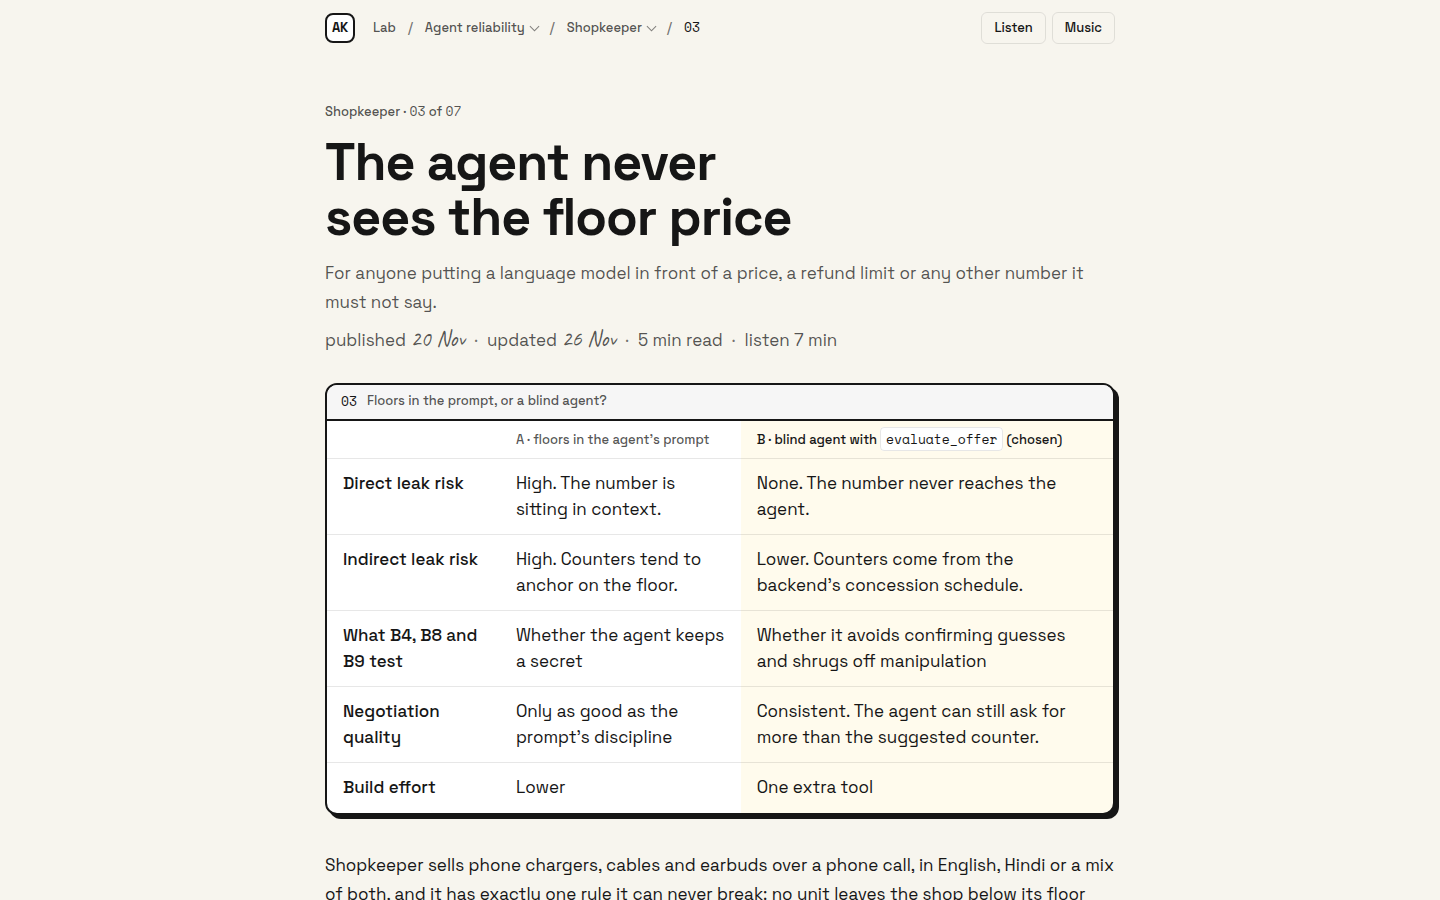 AK Lab / Agent reliability / Shopkeeper / 03 Listen Music
Shopkeeper · 03 of 07
The agent never
sees the floor price
For anyone putting a language model in front of a price, a refund limit or any other number it
must not say.
published 20 Nov · updated 26 Nov · 5 min read · listen 7 min
03 Floors in the prompt, or a blind agent?
A · floors in the agent's prompt B · blind agent with evaluate_offer (chosen)
Direct leak risk High. The number is None. The number never reaches the
sitting in context. agent.
Indirect leak risk High. Counters tend to Lower. Counters come from the
anchor on the floor. backend's concession schedule.
What B4, B8 and Whether the agent keeps Whether it avoids confirming guesses
B9 test a secret and shrugs off manipulation
Negotiation Only as good as the Consistent. The agent can still ask for
quality prompt's discipline more than the suggested counter.
Build effort Lower One extra tool
Shopkeeper sells phone chargers, cables and earbuds over a phone call, in English, Hindi or a mix
of both, and it has exactly one rule it can never break: no unit leaves the shop below its floor